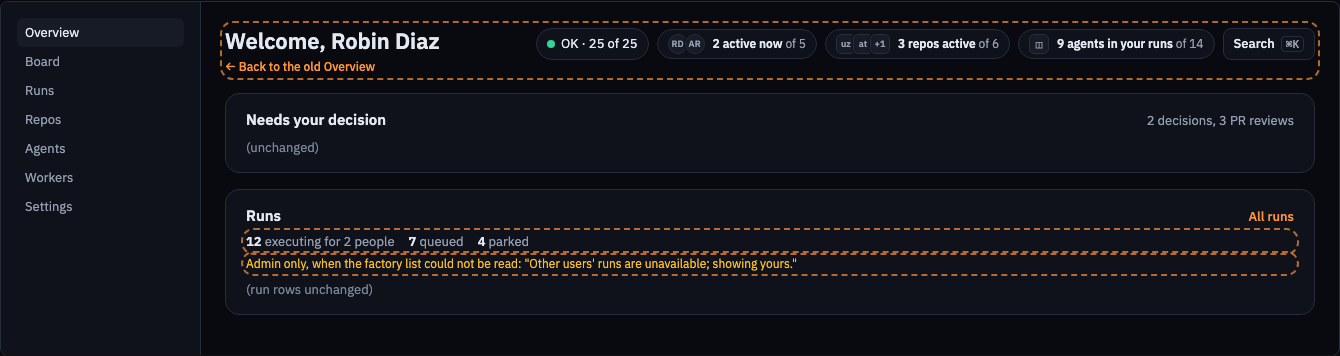 Overview
Board
Runs
Repos
Agents
Workers
Settings
Welcome, Robin Diaz
← Back to the old Overview
OK · 25 of 25
RD AR 2 active now of 5
uz at +1 3 repos active of 6
9 agents in your runs of 14
Search ⌘K
Needs your decision
2 decisions, 3 PR reviews
(unchanged)
Runs
All runs
12 executing for 2 people 7 queued 4 parked
Admin only, when the factory list could not be read: "Other users' runs are unavailable; showing yours."
(run rows unchanged)